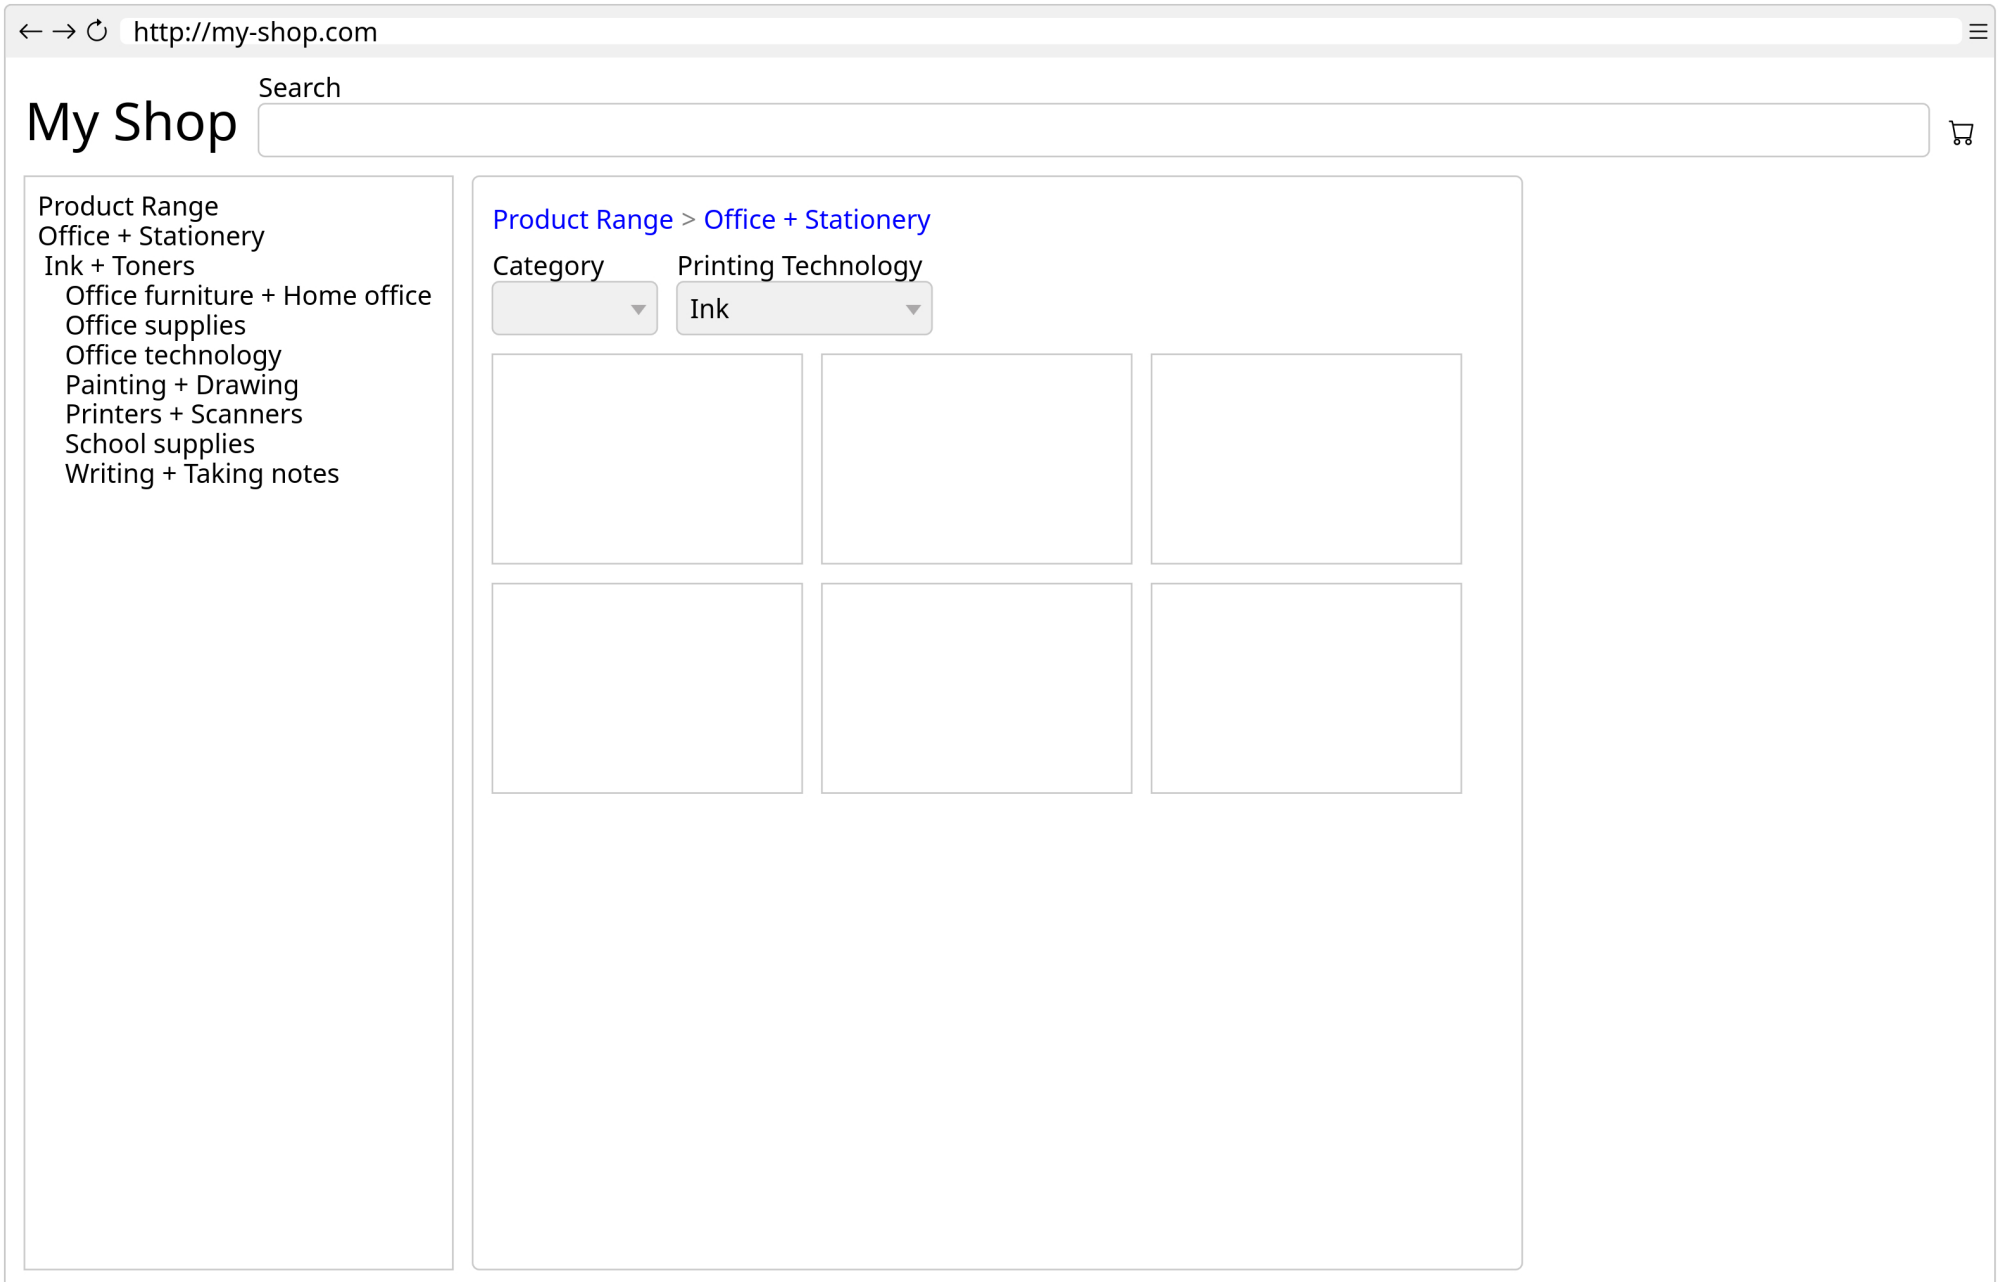 http://my-shop.com
Search
My Shop
Product Range
Office + Stationery
Ink + Toners
Office furniture + Home office
Office supplies
Office technology
Painting + Drawing
Printers + Scanners
School supplies
Writing + Taking notes
Product Range > Office + Stationery
Category
Printing Technology
Ink